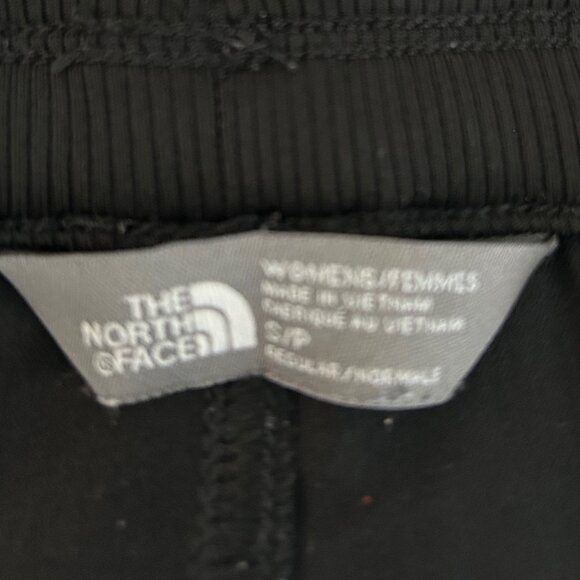 THE
NORTH
FACE
WOMENS/FEMMES
MADE IN VIETNAM
FABRIQUÉ AU VIETNAM
S/P
REGULAR/NORMALE